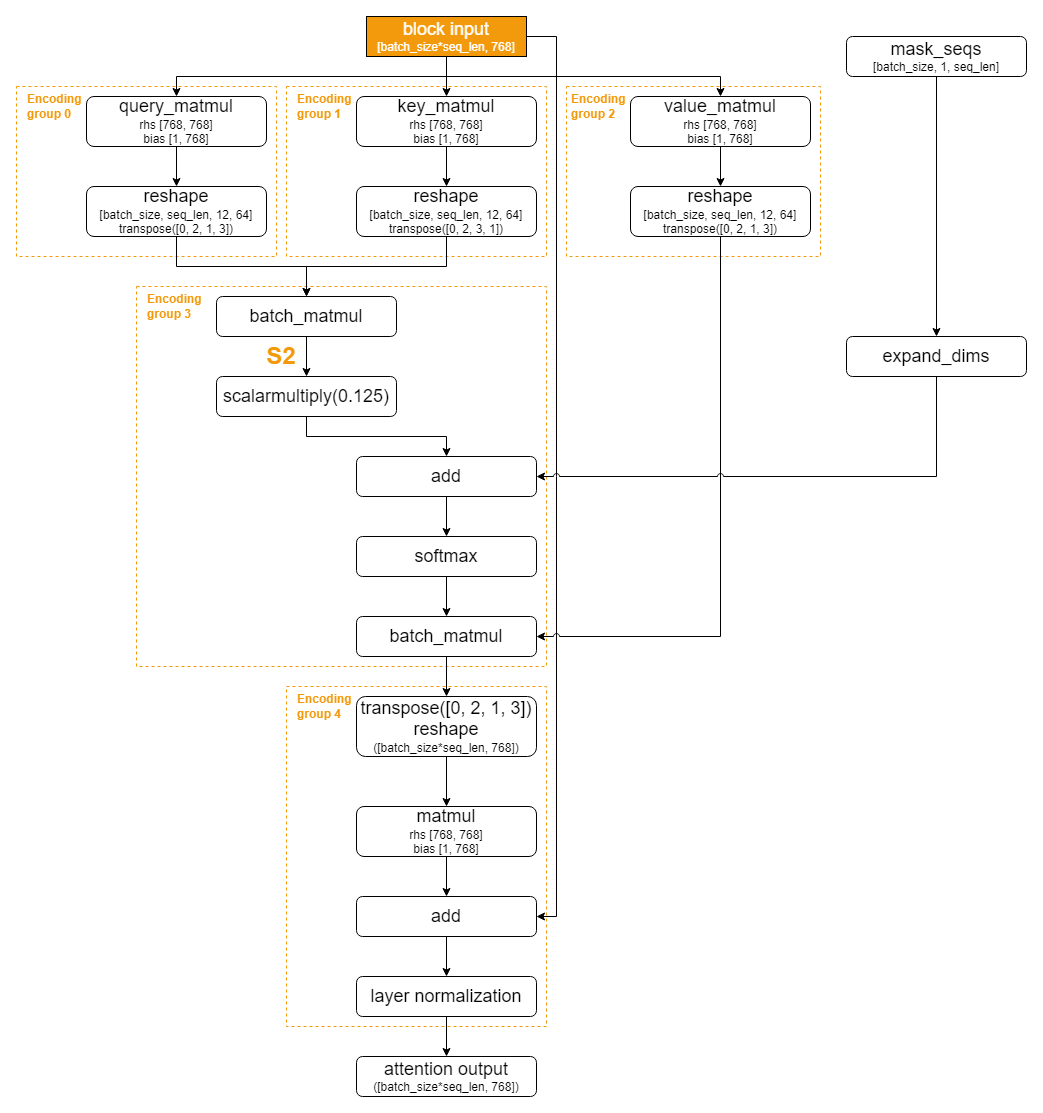 block input
[batch_size*seq_len, 768]
mask_seqs
[batch_size, 1, seq_len]
Encoding
group 0
query_matmul
rhs [768, 768]
bias [1, 768]
reshape
[batch_size, seq_len, 12, 64]
transpose([0, 2, 1, 3])
Encoding
group 1
key_matmul
rhs [768, 768]
bias [1, 768]
reshape
[batch_size, seq_len, 12, 64]
transpose([0, 2, 3, 1])
Encoding
group 2
value_matmul
rhs [768, 768]
bias [1, 768]
reshape
[batch_size, seq_len, 12, 64]
transpose([0, 2, 1, 3])
Encoding
group 3
batch_matmul
S2
scalarmultiply(0.125)
expand_dims
add
softmax
batch_matmul
Encoding
group 4
transpose([0, 2, 1, 3])
reshape
([batch_size*seq_len, 768])
matmul
rhs [768, 768]
bias [1, 768]
add
layer normalization
attention output
([batch_size*seq_len, 768])